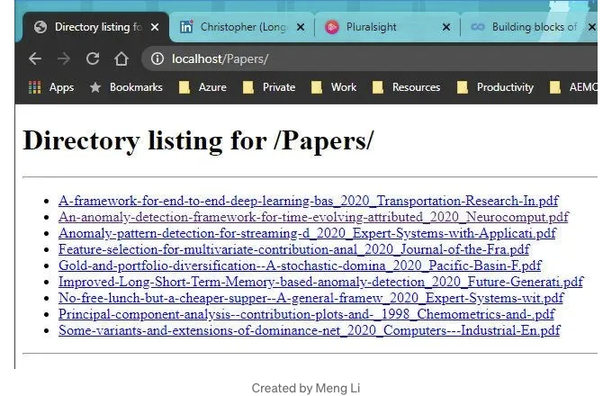 Directory listing fo
Christopher (Long
Pluralsight
Building blocks of
localhost/Papers/
Apps Bookmarks Azure Private Work Resources Productivity AEMO
Directory listing for /Papers/
A-framework-for-end-to-end-deep-learning-bas_2020_Transportation-Research-In.pdf
An-anomaly-detection-framework-for-time-evolving-attributed_2020_Neurocomput.pdf
Anomaly-pattern-detection-for-streaming-d_2020_Expert-Systems-with-Applicati.pdf
Feature-selection-for-multivariate-contribution-anal_2020_Journal-of-the-Fra.pdf
Gold-and-portfolio-diversification--A-stochastic-domina_2020_Pacific-Basin-F.pdf
Improved-Long-Short-Term-Memory-based-anomaly-detection_2020_Future-Generati.pdf
No-free-lunch-but-a-cheaper-supper--A-general-framew_2020_Expert-Systems-wit.pdf
Principal-component-analysis--contribution-plots-and-_1998_Chemometrics-and-.pdf
Some-variants-and-extensions-of-dominance-net_2020_Computers---Industrial-En.pdf
Created by Meng Li